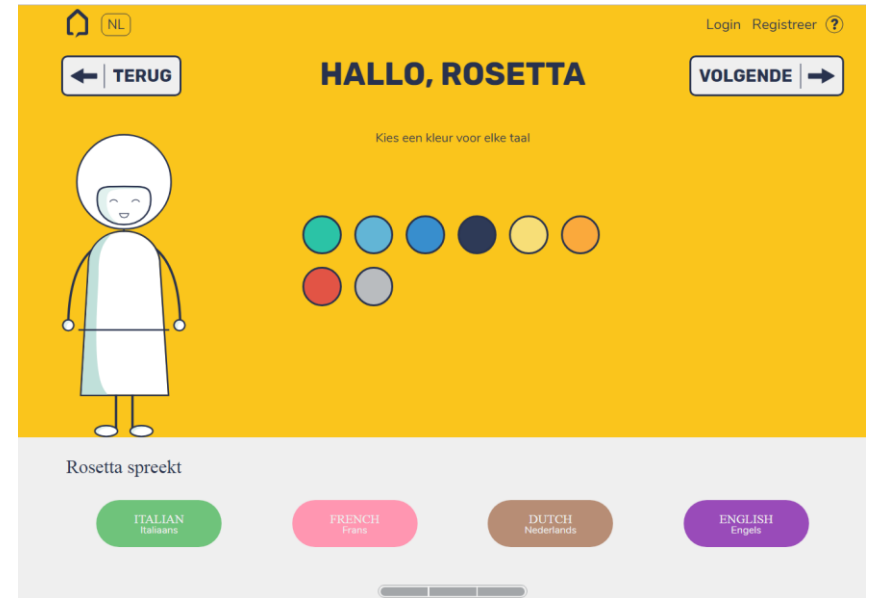 NL
Login Registreer ?
TERUG
HALLO, ROSETTA
VOLGENDE
Kies een kleur voor elke taal
Rosetta spreekt
ITALIAN
Italiaans
FRENCH
Frans
DUTCH
Nederlands
ENGLISH
Engels